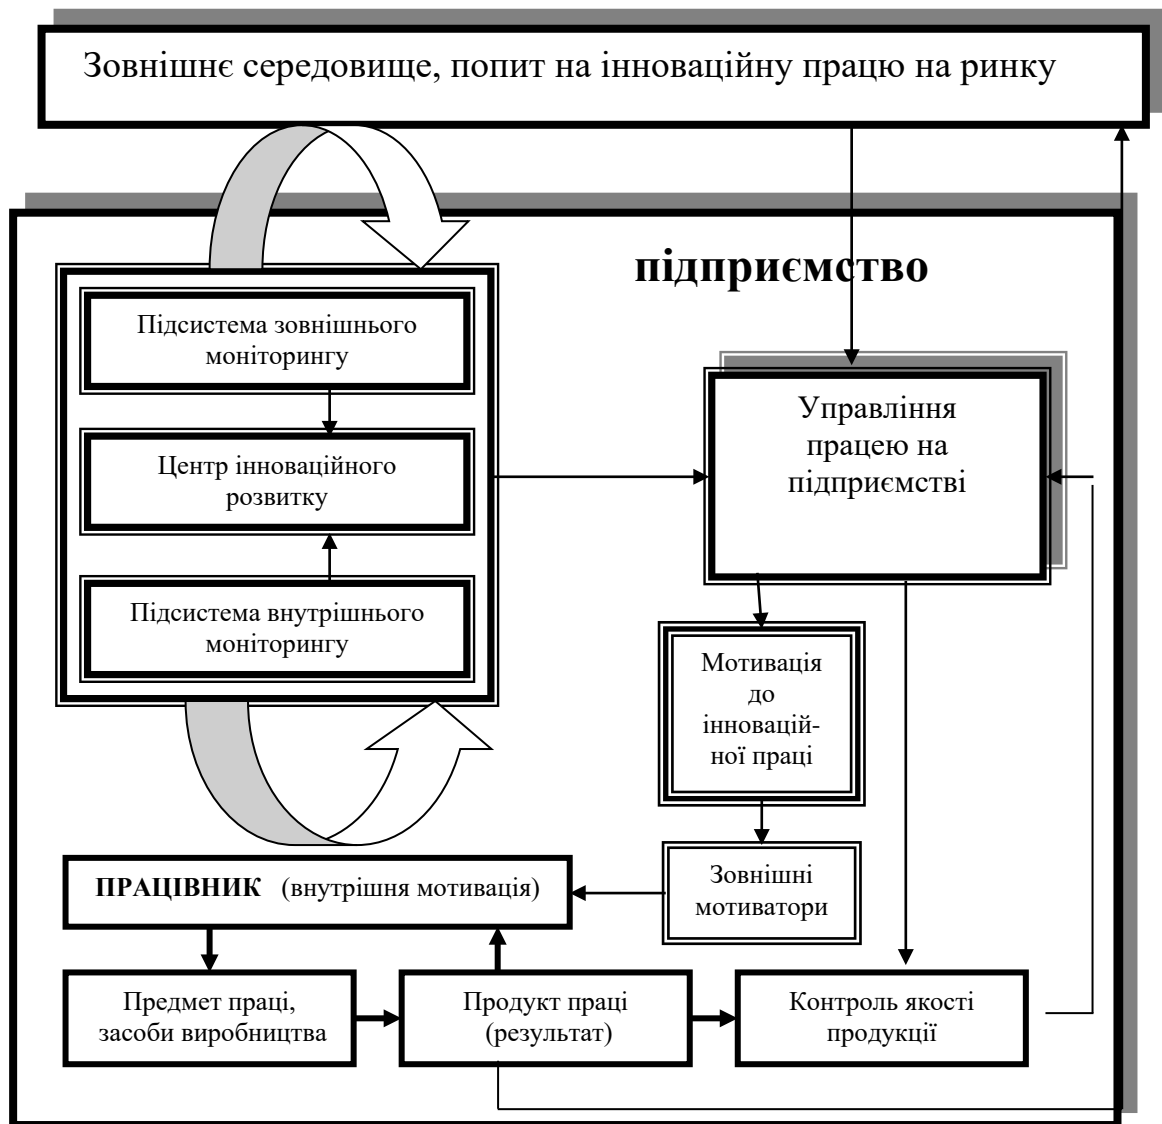 Зовнішнє середовище, попит на інноваційну працю на ринку
підприємство
Підсистема зовнішнього
моніторингу
Центр інноваційного
розвитку
Підсистема внутрішнього
моніторингу
Управління
працею на
підприємстві
Мотивація
до
інновацій-
ної праці
Зовнішні
мотиватори
ПРАЦІВНИК (внутрішня мотивація)
Предмет праці,
засоби виробництва
Продукт праці
(результат)
Контроль якості
продукції